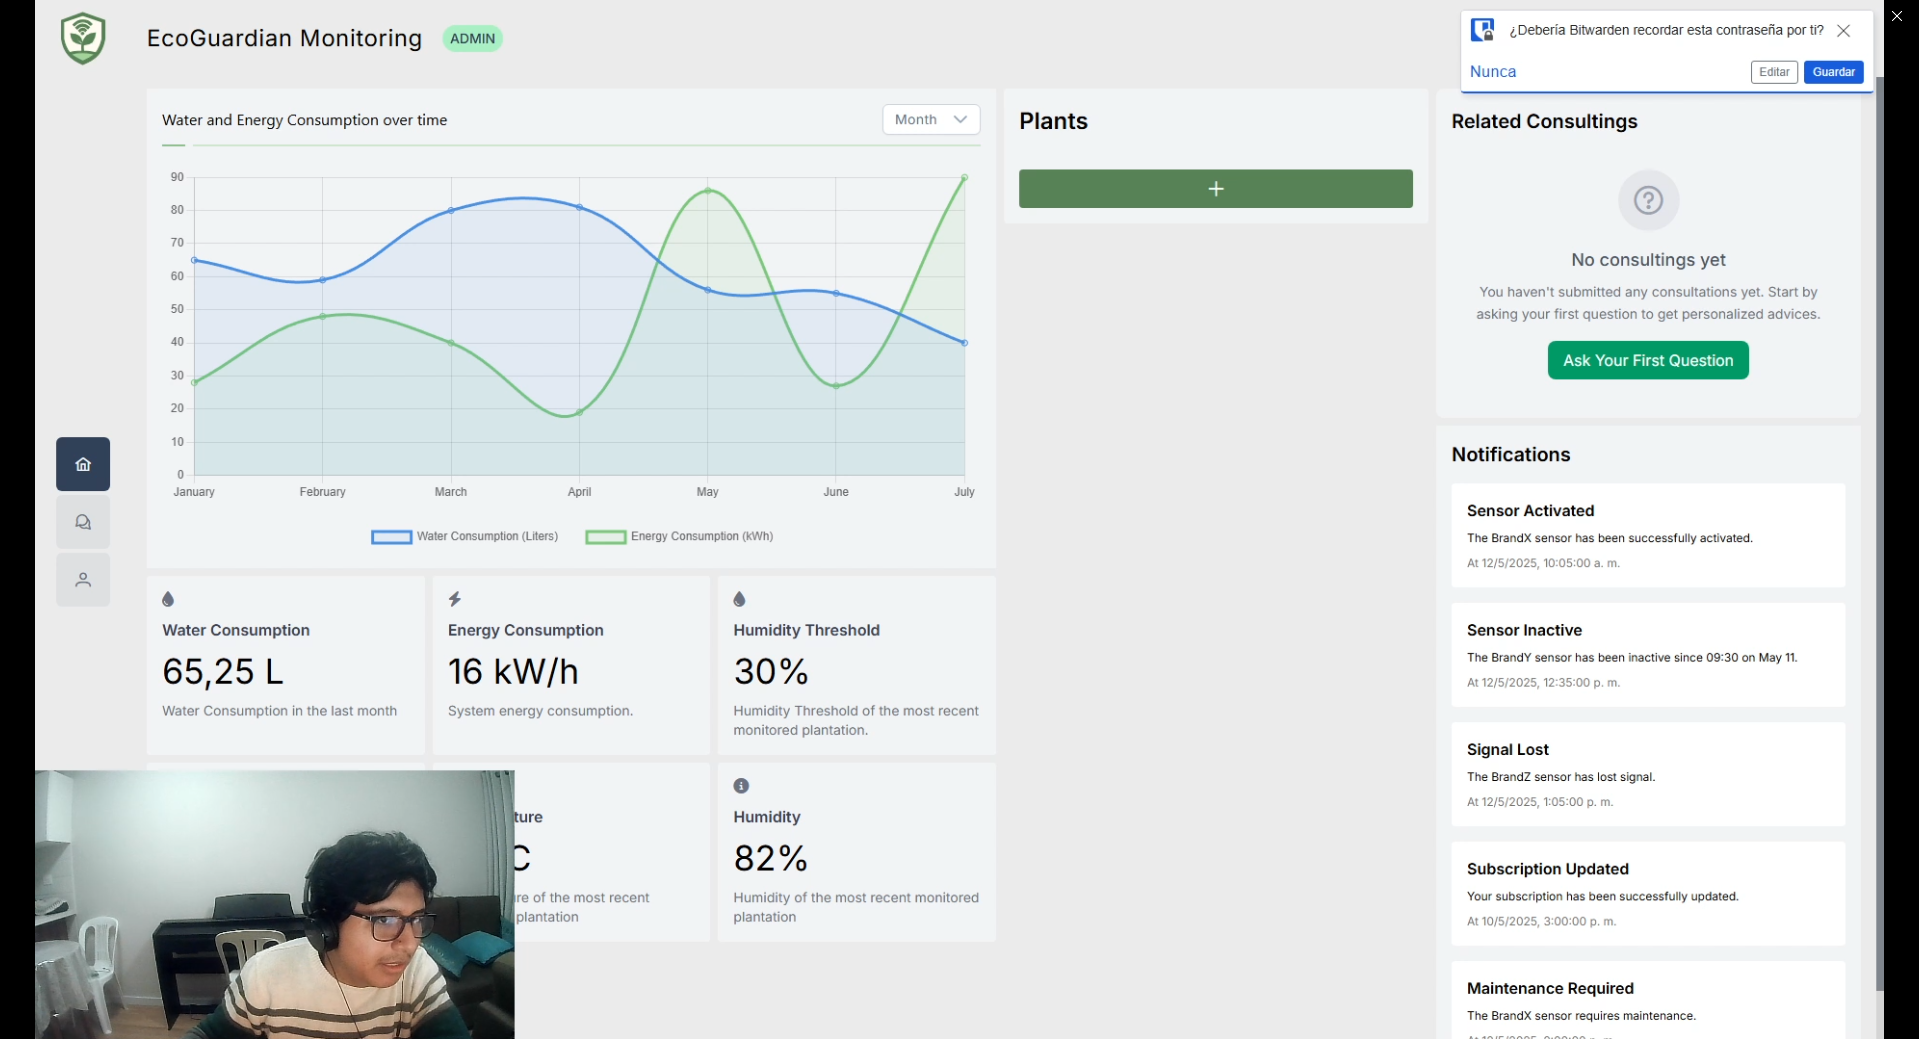 EcoGuardian Monitoring
ADMIN
¿Debería Bitwarden recordar esta contraseña por ti?
Nunca
Editar
Guardar
Water and Energy Consumption over time
Month
90
80
70
60
50
40
30
20
10
0
January
February
March
April
May
June
July
Water Consumption (Liters)
Energy Consumption (kWh)
Water Consumption
65,25 L
Water Consumption in the last month
Energy Consumption
16 kW/h
System energy consumption.
Humidity Threshold
30%
Humidity Threshold of the most recent
monitored plantation.
ture
C
re of the most recent
plantation
Humidity
82%
Humidity of the most recent monitored
plantation
Plants
+
Related Consultings
?
No consultings yet
You haven't submitted any consultations yet. Start by
asking your first question to get personalized advices.
Ask Your First Question
Notifications
Sensor Activated
The BrandX sensor has been successfully activated.
At 12/5/2025, 10:05:00 a. m.
Sensor Inactive
The BrandY sensor has been inactive since 09:30 on May 11.
At 12/5/2025, 12:35:00 p. m.
Signal Lost
The BrandZ sensor has lost signal.
At 12/5/2025, 1:05:00 p. m.
Subscription Updated
Your subscription has been successfully updated.
At 10/5/2025, 3:00:00 p. m.
Maintenance Required
The BrandX sensor requires maintenance.